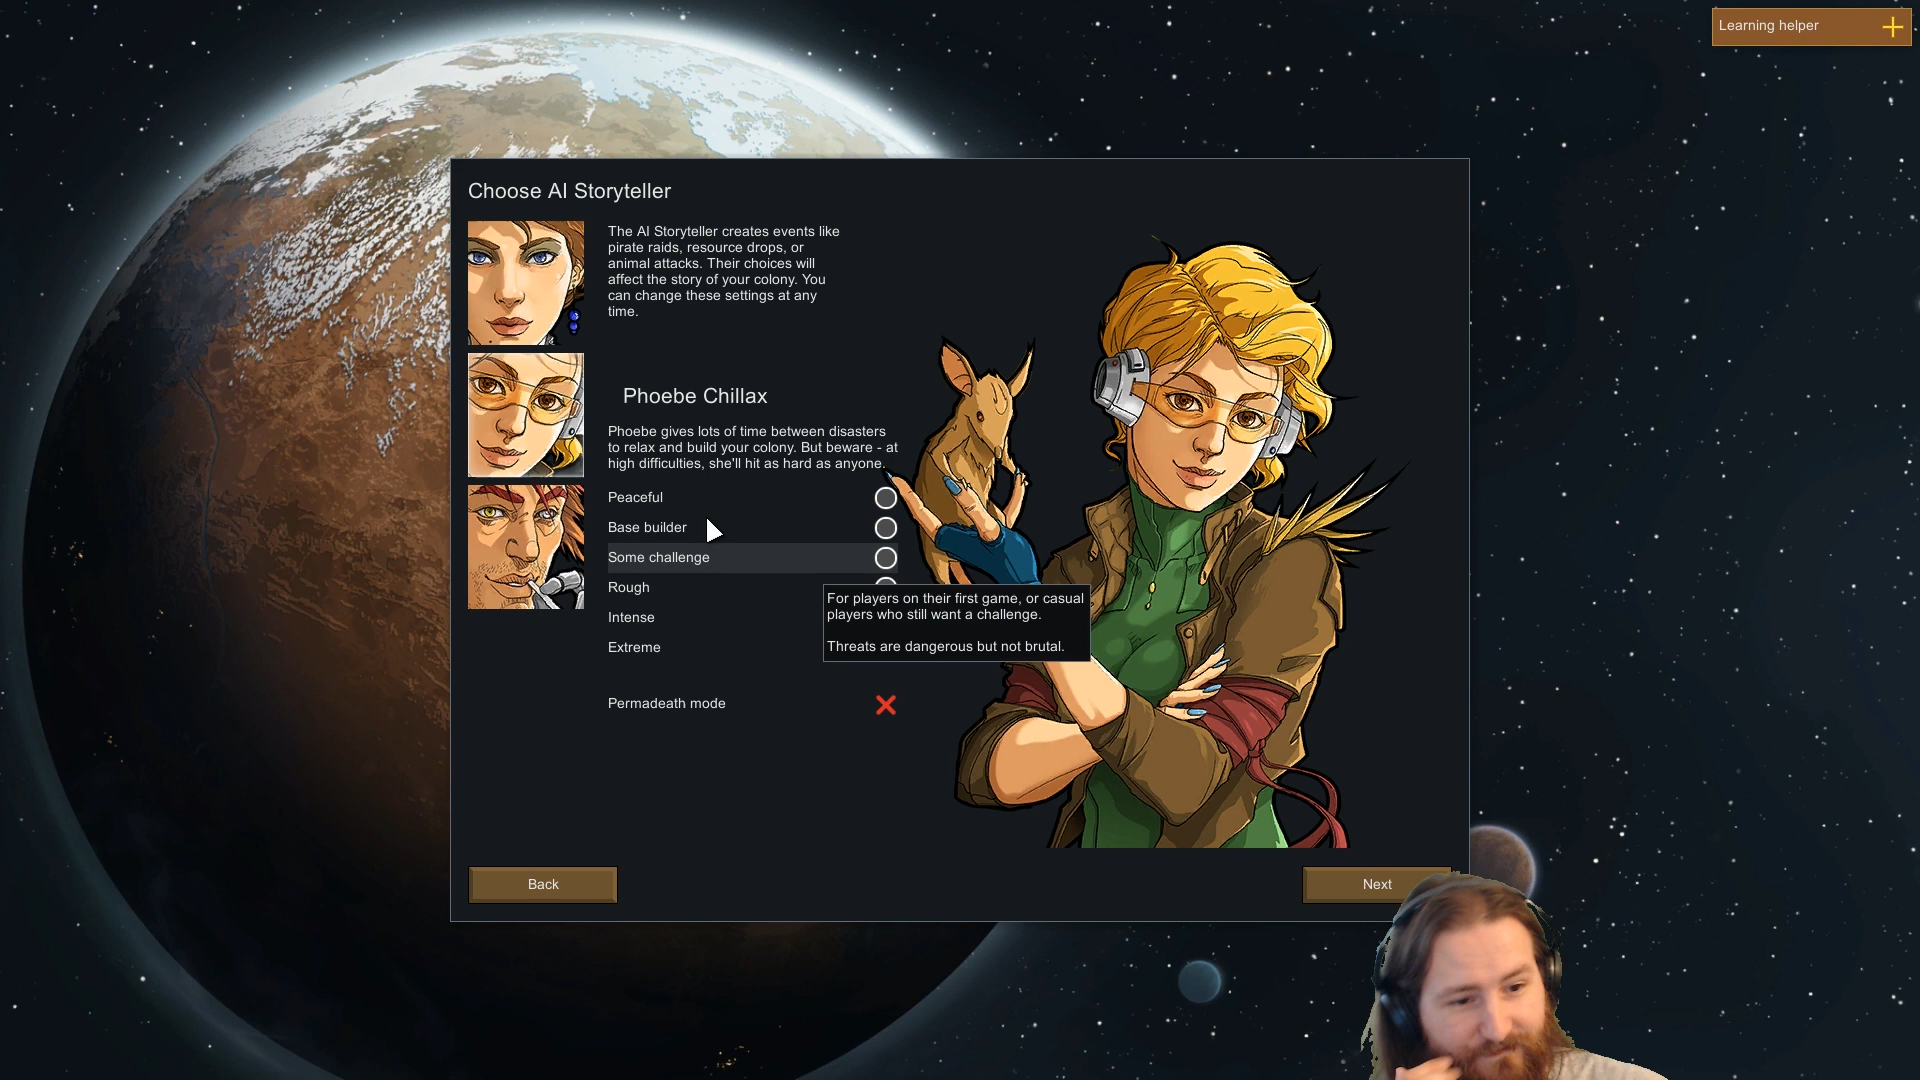 Learning helper
Choose AI Storyteller
The AI Storyteller creates events like
pirate raids, resource drops, or
animal attacks. Their choices will
affect the story of your colony. You
can change these settings at any
time.
Phoebe Chillax
Phoebe gives lots of time between disasters
to relax and build your colony. But beware - at
high difficulties, she'll hit as hard as anyone.
Peaceful
Base builder
Some challenge
Rough
Intense
Extreme
For players on their first game, or casual
players who still want a challenge.
Threats are dangerous but not brutal.
Permadeath mode
Back
Next